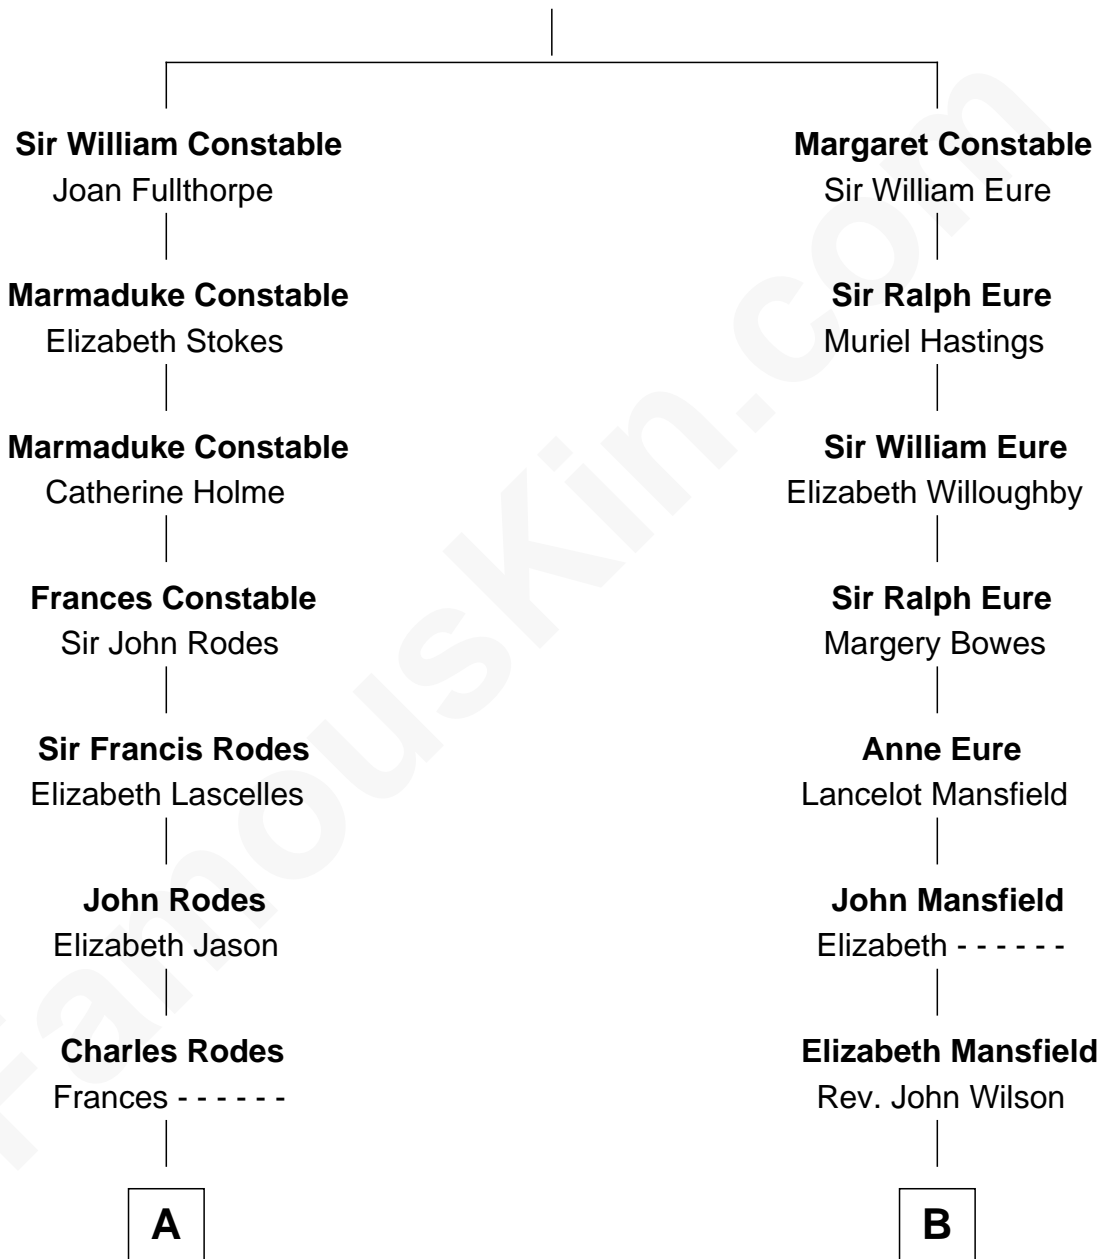 Sir William Constable
Joan Fullthorpe
Margaret Constable
Sir William Eure
Marmaduke Constable
Elizabeth Stokes
Sir Ralph Eure
Muriel Hastings
Marmaduke Constable
Catherine Holme
Sir William Eure
Elizabeth Willoughby
Frances Constable
Sir John Rodes
Sir Ralph Eure
Margery Bowes
Sir Francis Rodes
Elizabeth Lascelles
Anne Eure
Lancelot Mansfield
John Rodes
Elizabeth Jason
John Mansfield
Elizabeth - - - - - -
Charles Rodes
Frances - - - - - -
Elizabeth Mansfield
Rev. John Wilson
A
B
FamousKin.com